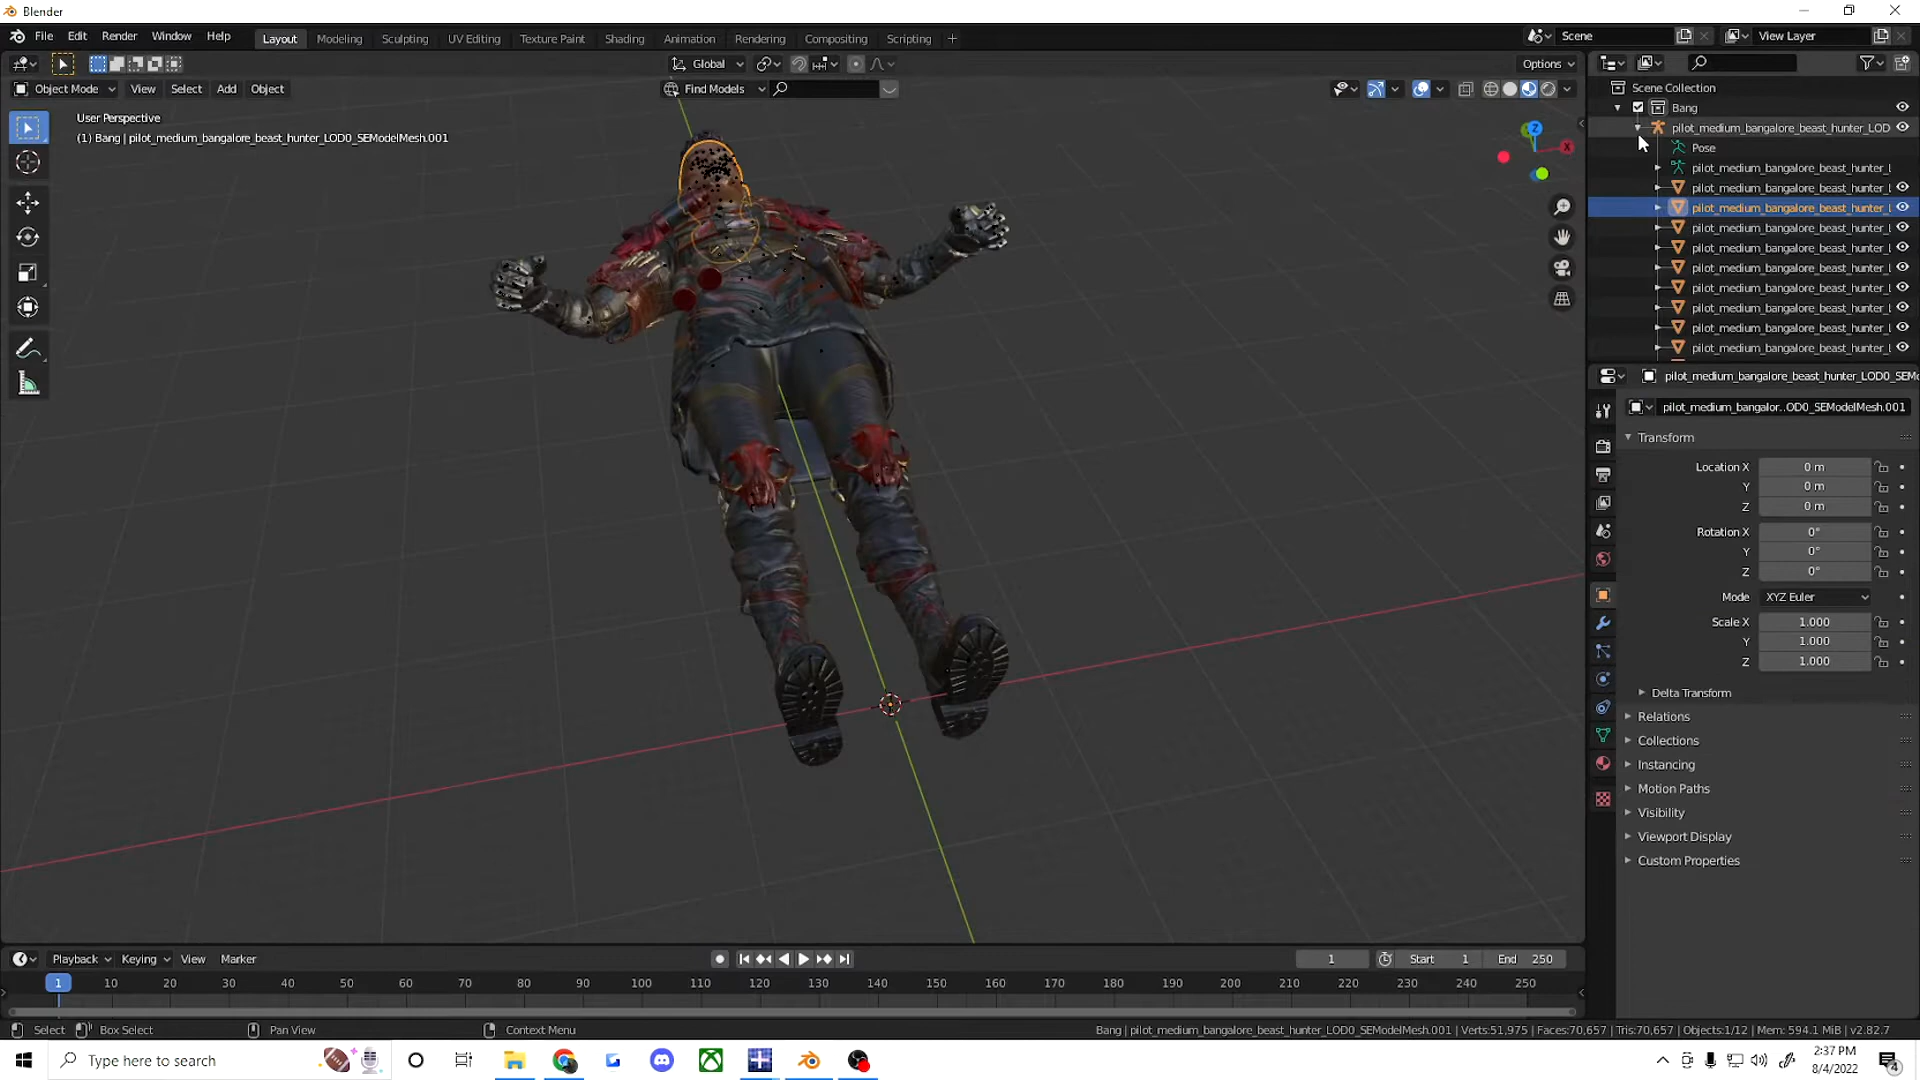 Blender
File Edit Render Window Help Layout Modeling Sculpting UV Editing Texture Paint Shading Animation Rendering Compositing Scripting + Scene View Layer
Global Options
Object Mode View Select Add Object Find Models
User Perspective
(1) Bang | pilot_medium_bangalore_beast_hunter_LOD0_SEModelMesh.001
Z
X
Scene Collection
Bang
pilot_medium_bangalore_beast_hunter_LOD
Pose
pilot_medium_bangalore_beast_hunter_l
pilot_medium_bangalore_beast_hunter_l
pilot_medium_bangalore_beast_hunter_l
pilot_medium_bangalore_beast_hunter_l
pilot_medium_bangalore_beast_hunter_l
pilot_medium_bangalore_beast_hunter_l
pilot_medium_bangalore_beast_hunter_l
pilot_medium_bangalore_beast_hunter_l
pilot_medium_bangalore_beast_hunter_l
pilot_medium_bangalore_beast_hunter_l
pilot_medium_bangalore_beast_hunter_LOD0_SEMo
pilot_medium_bangalor..OD0_SEModelMesh.001
Transform
Location X 0 m
Y 0 m
Z 0 m
Rotation X 0°
Y 0°
Z 0°
Mode XYZ Euler
Scale X 1.000
Y 1.000
Z 1.000
Delta Transform
Relations
Collections
Instancing
Motion Paths
Visibility
Viewport Display
Custom Properties
Playback Keying View Marker 1 Start 1 End 250
1 10 20 30 40 50 60 70 80 90 100 110 120 130 140 150 160 170 180 190 200 210 220 230 240 250
Select Box Select Pan View Context Menu Bang | pilot_medium_bangalore_beast_hunter_LOD0_SEModelMesh.001 | Verts:51,975 | Faces:70,657 | Tris:70,657 | Objects:1/12 | Mem: 594.1 MiB | v2.82.7
Type here to search
2:37 PM
8/4/2022
4